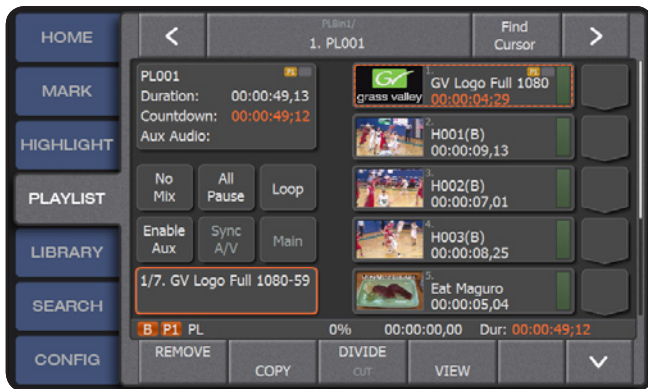 HOME
MARK
HIGHLIGHT
PLAYLIST
LIBRARY
SEARCH
CONFIG
<
PLBin1/
1. PL001
Find
Cursor
>
PL001
P1
Duration: 00:00:49,13
Countdown: 00:00:49;12
Aux Audio:
No
Mix
All
Pause
Loop
Enable
Aux
Sync
A/V
Main
1/7. GV Logo Full 1080-59
GV
grass valley
1.
P1
GV Logo Full 1080
00:00:04;29
2.
H001(B)
00:00:09,13
3.
H002(B)
00:00:07,01
4.
H003(B)
00:00:08,25
5.
Eat Maguro
00:00:05,04
B P1 PL 0% 00:00:00,00 Dur: 00:00:49;12
REMOVE
COPY
DIVIDE
CUT
VIEW